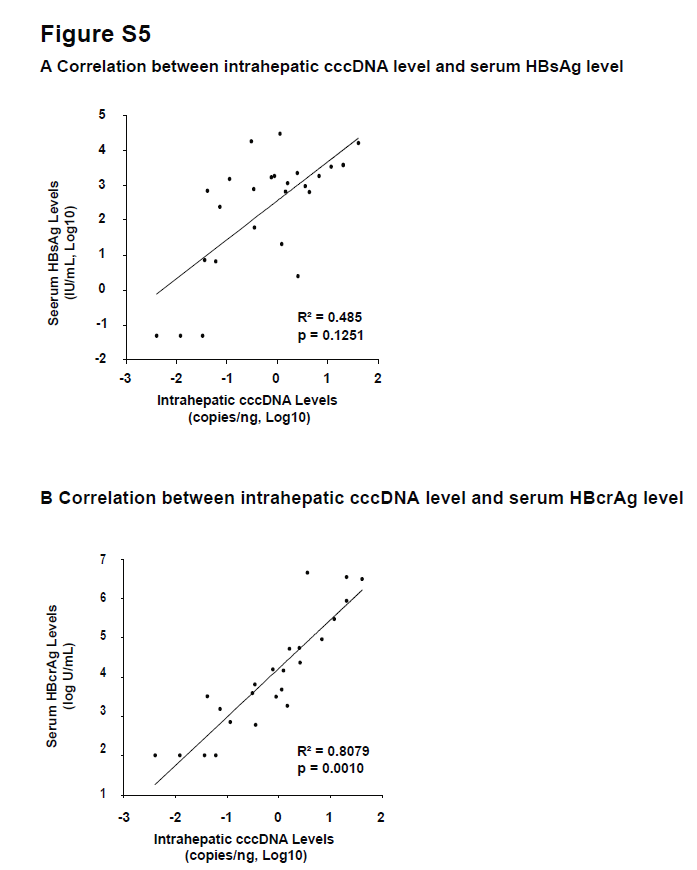 Figure S5
A Correlation between intrahepatic cccDNA level and serum HBsAg level
5
4
3
2
1
0
-1
-2
Seerum HBsAg Levels
(IU/mL, Log10)
R² = 0.485
p = 0.1251
-3 -2 -1 0 1 2
Intrahepatic cccDNA Levels
(copies/ng, Log10)
B Correlation between intrahepatic cccDNA level and serum HBcrAg level
7
6
5
4
3
2
1
Serum HBcrAg Levels
(log U/mL)
R² = 0.8079
p = 0.0010
-3 -2 -1 0 1 2
Intrahepatic cccDNA Levels
(copies/ng, Log10)